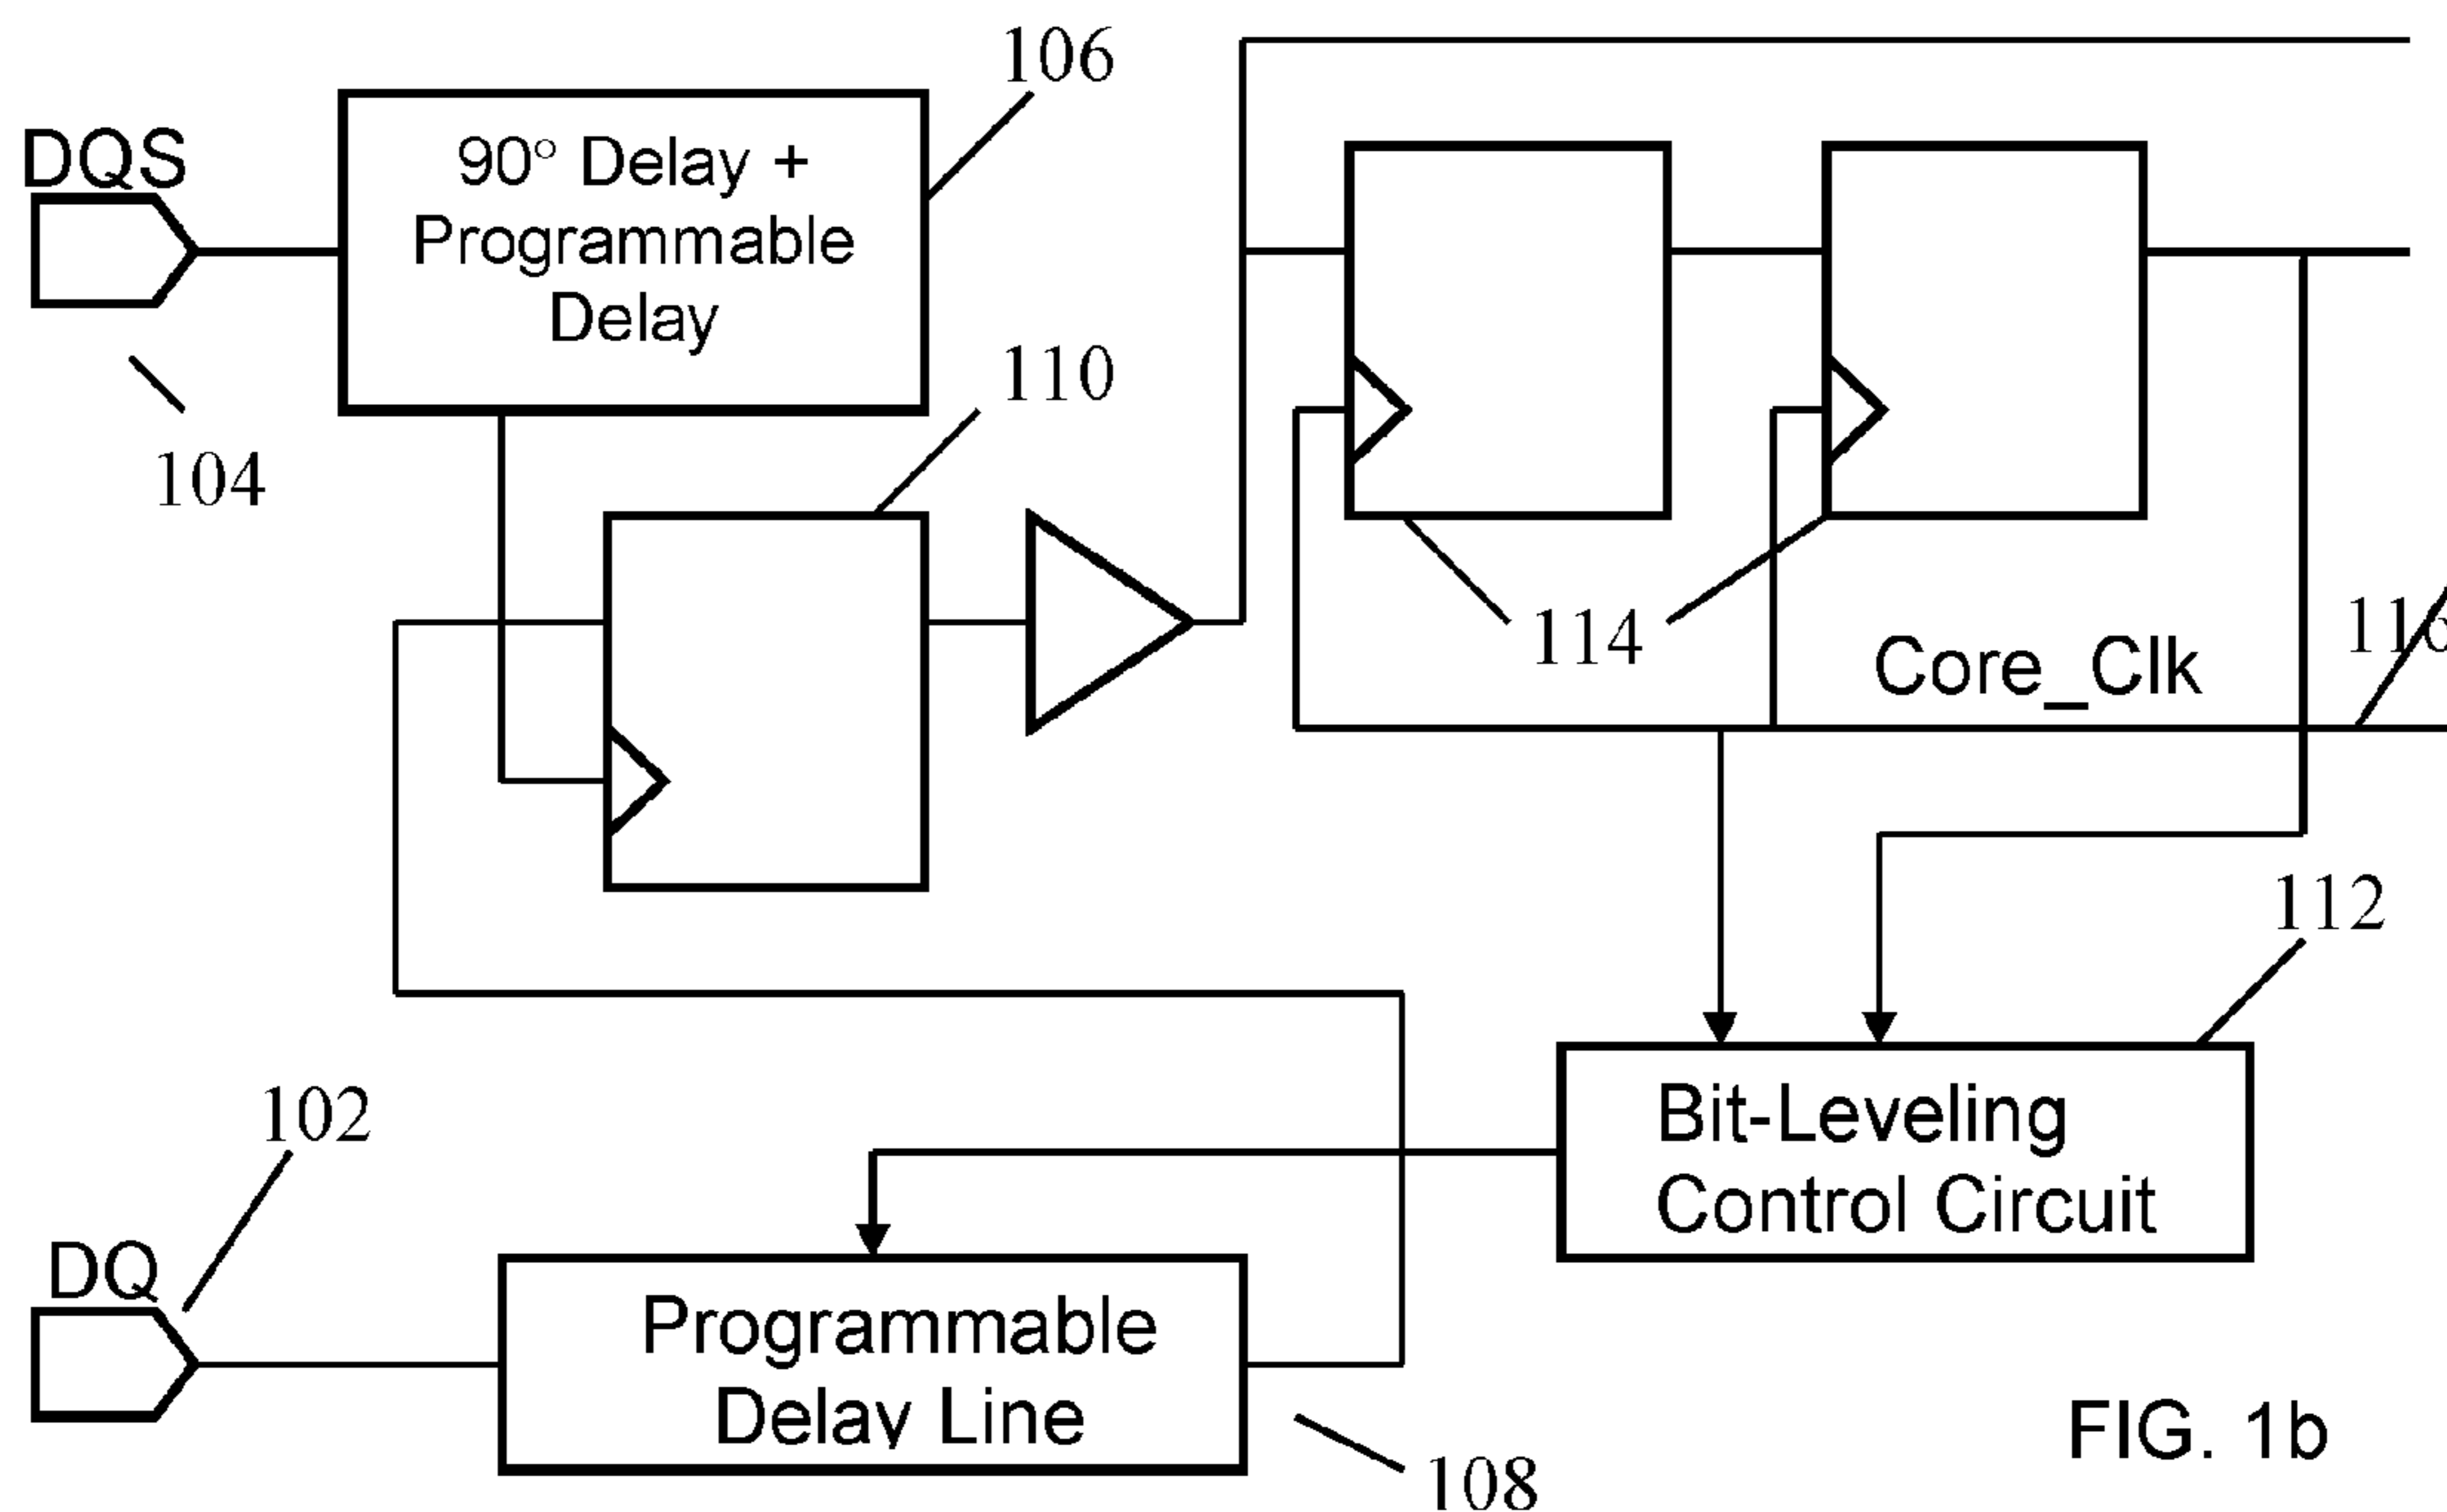 106
DQS
90° Delay +
Programmable
Delay
110
104
114
116
Core_Clk
112
102
Bit-Leveling
Control Circuit
DQ
Programmable
Delay Line
FIG. 1b
108